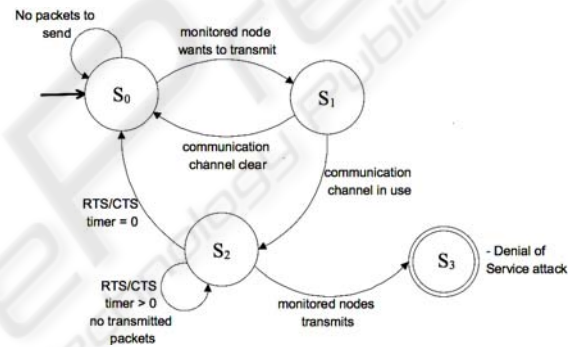 No packets to
send
monitored node
wants to transmit
S0
S1
communication
channel clear
communication
channel in use
RTS/CTS
timer = 0
S2
S3
- Denial of
Service attack
RTS/CTS
timer > 0
no transmitted
packets
monitored nodes
transmits